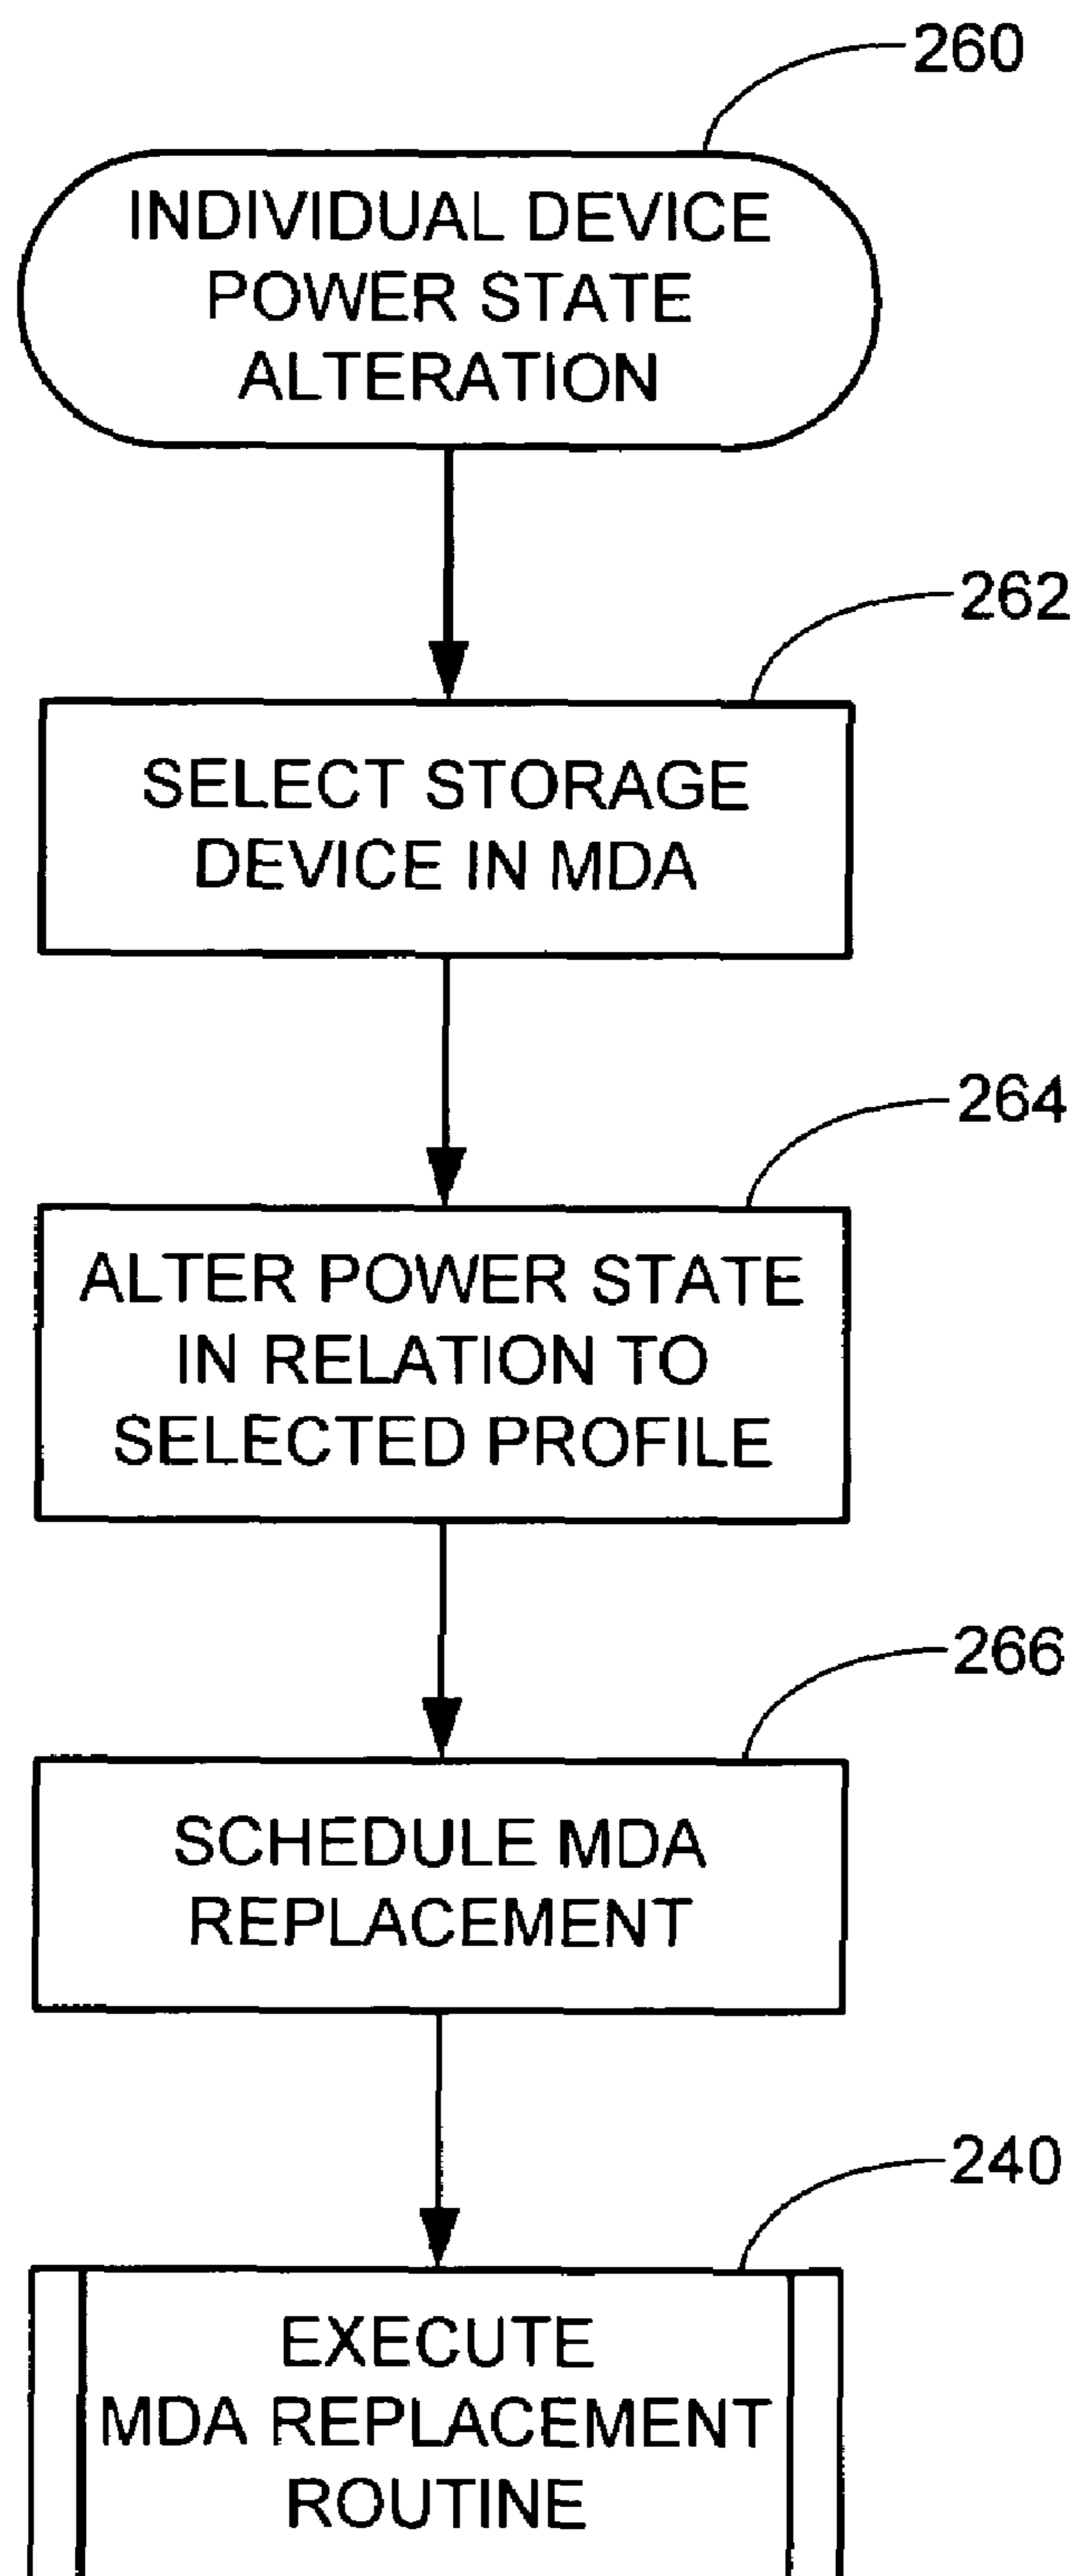 260
INDIVIDUAL DEVICE
POWER STATE
ALTERATION
262
SELECT STORAGE
DEVICE IN MDA
264
ALTER POWER STATE
IN RELATION TO
SELECTED PROFILE
266
SCHEDULE MDA
REPLACEMENT
240
EXECUTE
MDA REPLACEMENT
ROUTINE